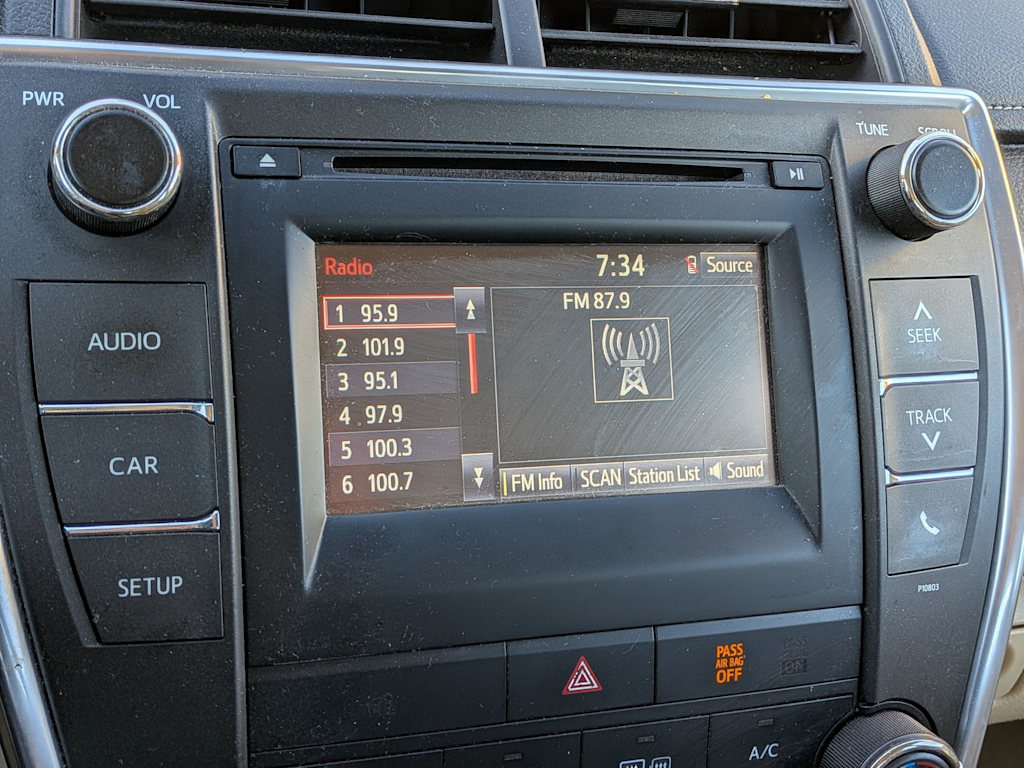 PWR VOL
TUNE SCROLL
Radio 7:34 Source
FM 87.9
1 95.9
2 101.9
3 95.1
4 97.9
5 100.3
6 100.7
FM Info SCAN Station List Sound
AUDIO
CAR
SETUP
SEEK
TRACK
P10803
PASS
AIR BAG
OFF
ON
A/C